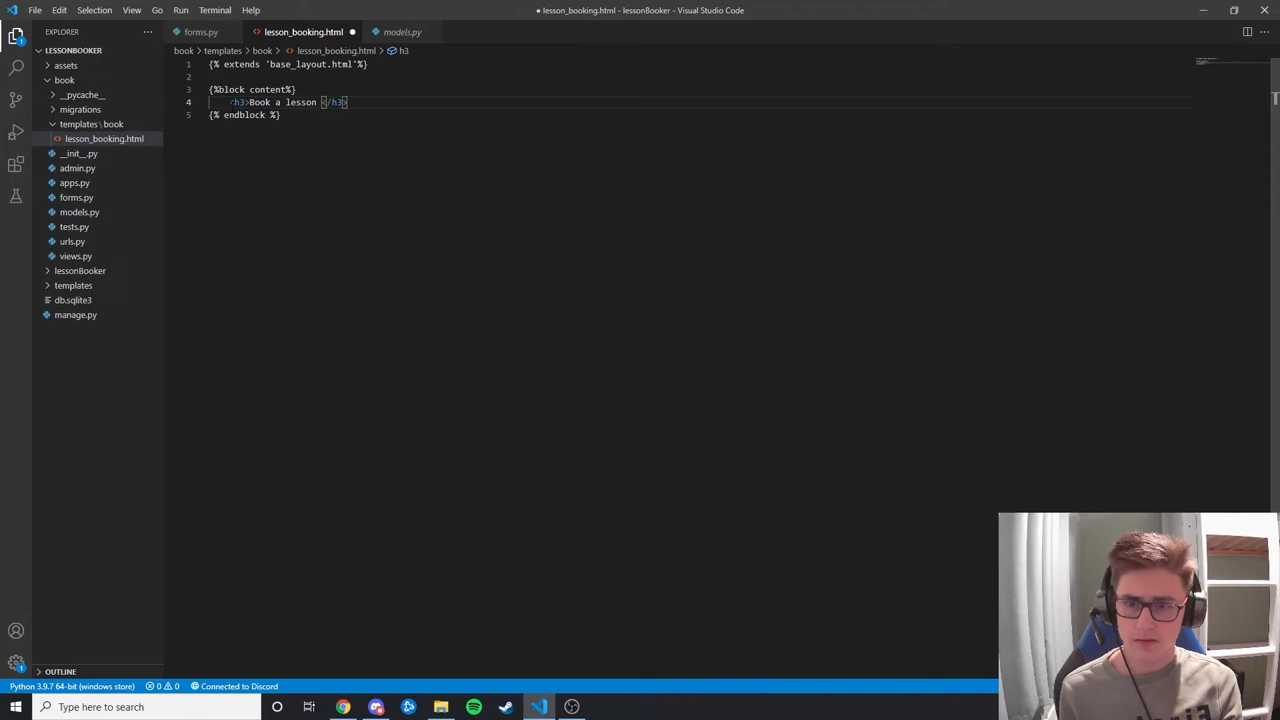 File Edit Selection View Go Run Terminal Help
● lesson_booking.html - lessonBooker - Visual Studio Code
EXPLORER
forms.py
lesson_booking.html
models.py
LESSONBOOKER
book > templates > book > lesson_booking.html > h3
assets
book
__pycache__
migrations
templates \ book
lesson_booking.html
__init__.py
admin.py
apps.py
forms.py
models.py
tests.py
urls.py
views.py
lessonBooker
templates
db.sqlite3
manage.py
1 {% extends 'base_layout.html'%}
2
3 {%block content%}
4 <h3>Book a lesson </h3>
5 {% endblock %}
OUTLINE
Python 3.9.7 64-bit (windows store) 0 0 Connected to Discord
Type here to search